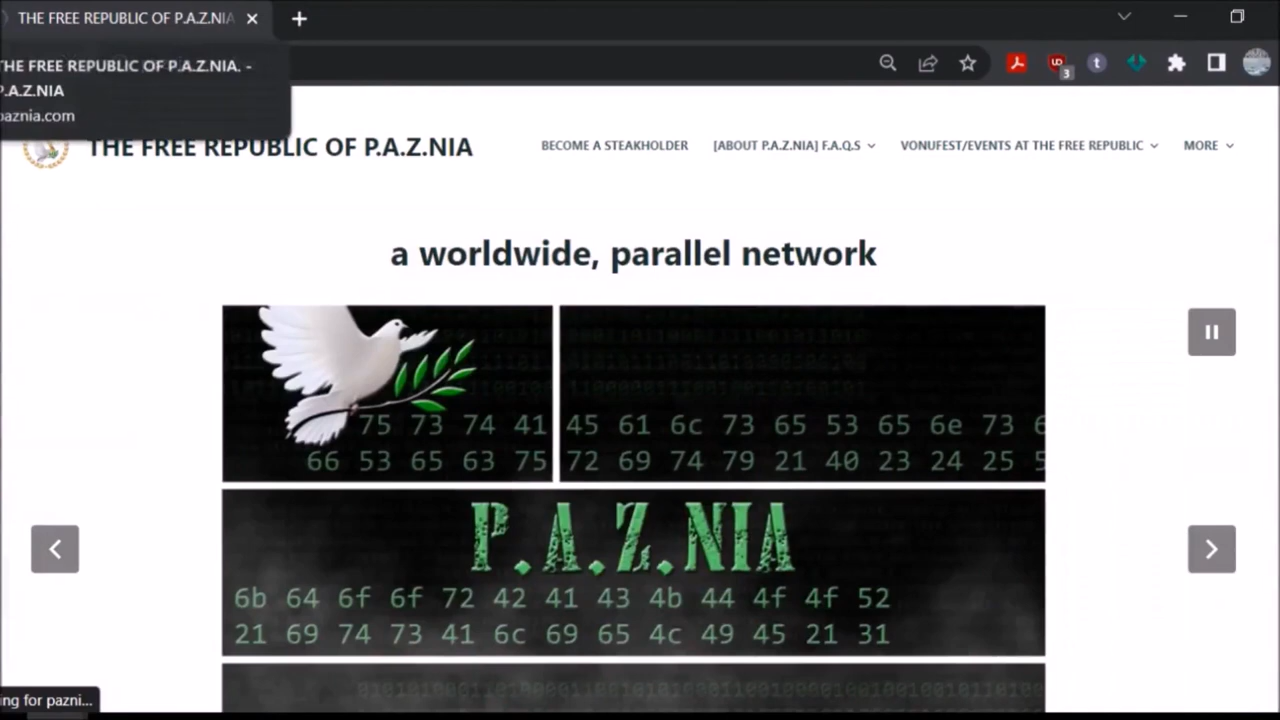 THE FREE REPUBLIC OF P.A.Z.NIA
THE FREE REPUBLIC OF P.A.Z.NIA. -
P.A.Z.NIA
paznia.com
3
THE FREE REPUBLIC OF P.A.Z.NIA
BECOME A STEAKHOLDER
[ABOUT P.A.Z.NIA] F.A.Q.S
VONUFEST/EVENTS AT THE FREE REPUBLIC
MORE
a worldwide, parallel network
75 73 74 41 45 61 6c 73 65 53 65 6e 73
66 53 65 63 75 72 69 74 79 21 40 23 24 25
P.A.Z.NIA
6b 64 6f 6f 72 42 41 43 4b 44 4f 4f 52
21 69 74 73 41 6c 69 65 4c 49 45 21 31
ing for pazni...